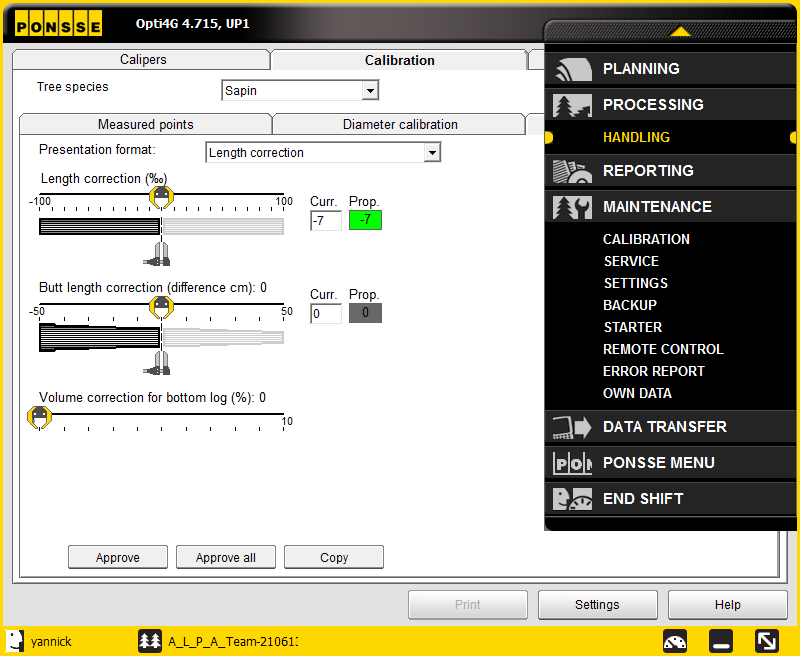 PONSSE
Opti4G 4.715, UP1
Calipers
Calibration
Tree species
Sapin
Measured points
Diameter calibration
Presentation format:
Length correction
Length correction (‰)
-100
100
Curr.
Prop.
-7
-7
Butt length correction (difference cm): 0
-50
50
Curr.
Prop.
0
0
Volume correction for bottom log (%): 0
10
Approve
Approve all
Copy
PLANNING
PROCESSING
HANDLING
REPORTING
MAINTENANCE
CALIBRATION
SERVICE
SETTINGS
BACKUP
STARTER
REMOTE CONTROL
ERROR REPORT
OWN DATA
DATA TRANSFER
PON
PONSSE MENU
END SHIFT
Print
Settings
Help
yannick
A_L_P_A_Team-21061